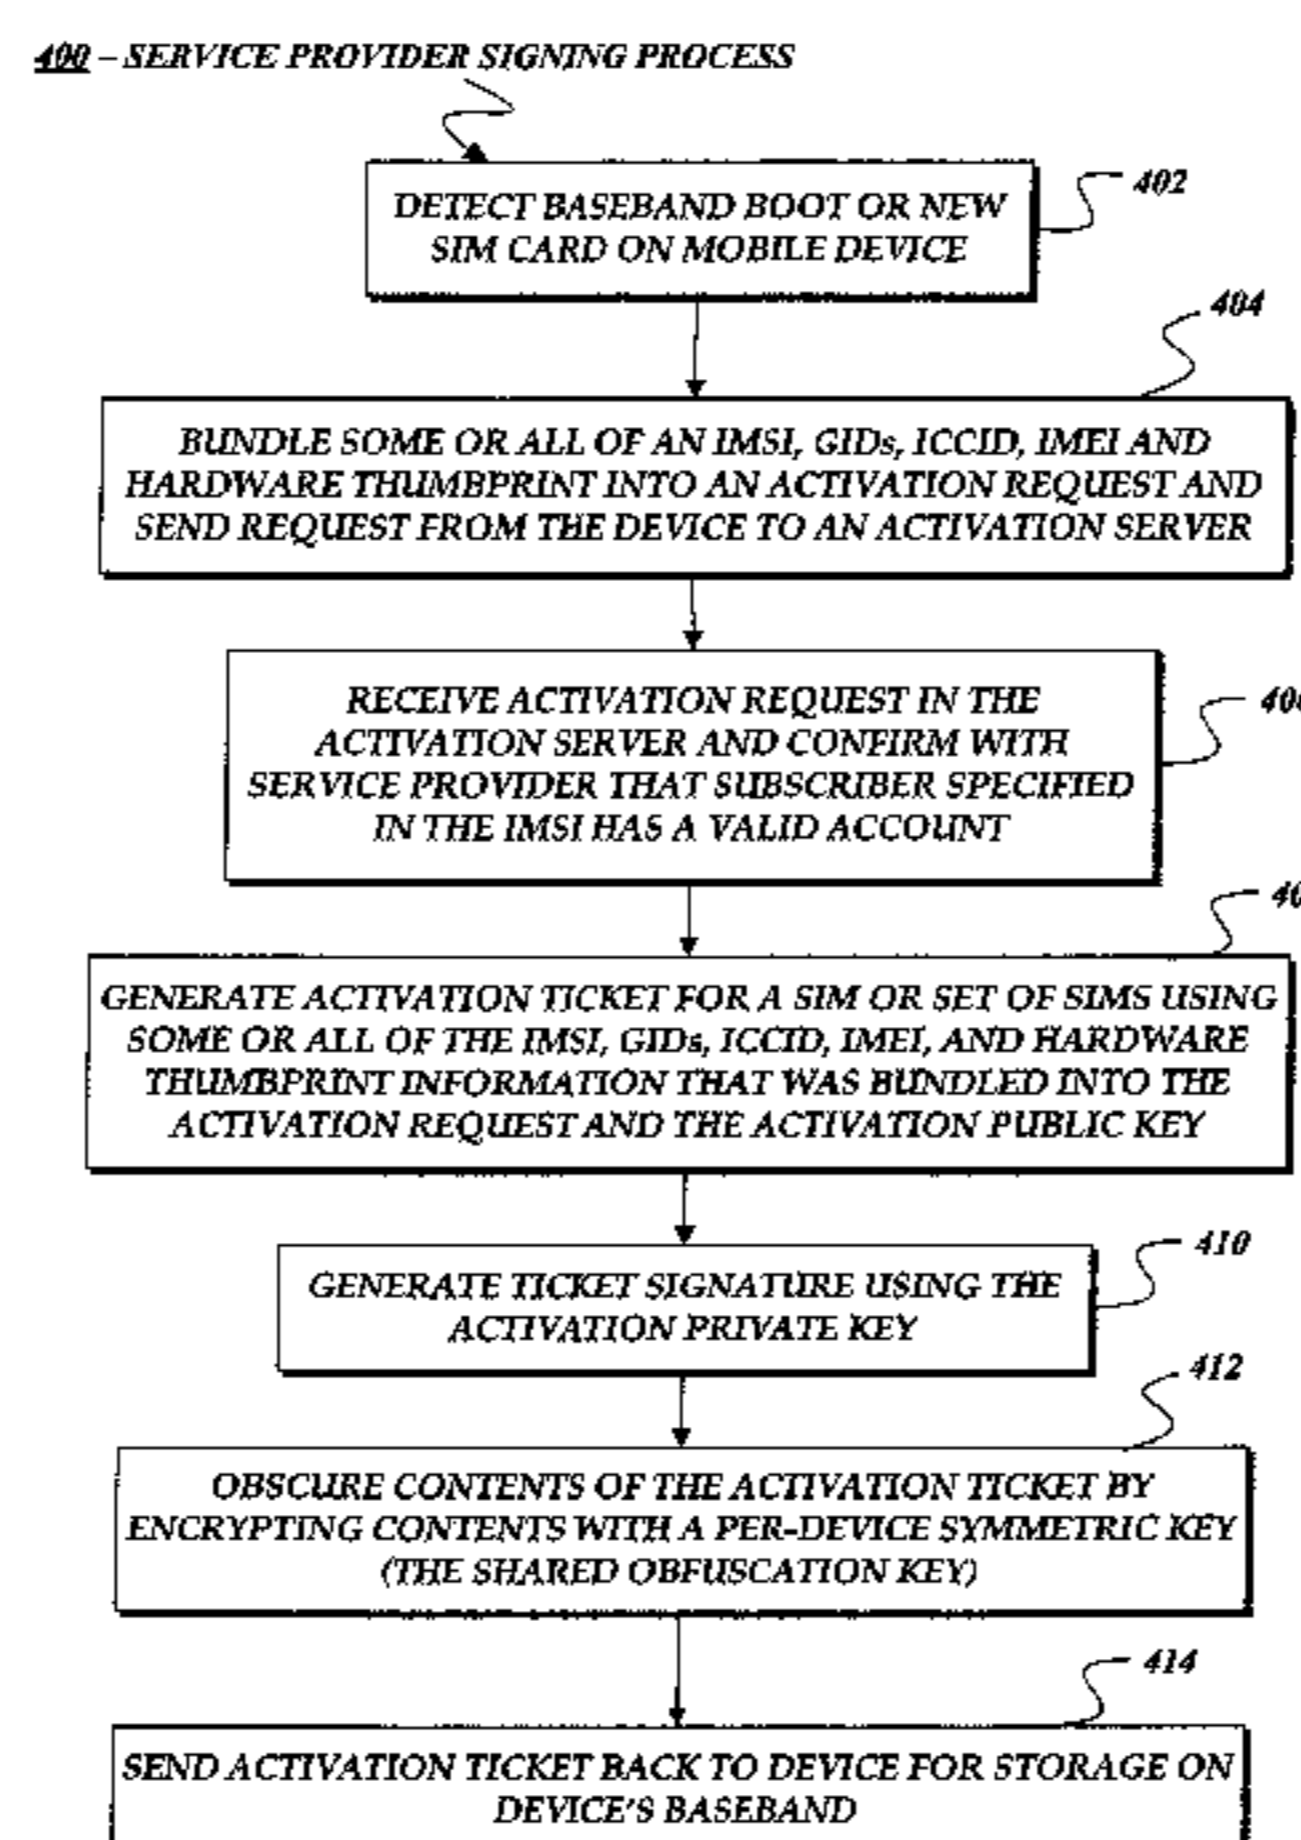 400 – SERVICE PROVIDER SIGNING PROCESS
402
DETECT BASEBAND BOOT OR NEW
SIM CARD ON MOBILE DEVICE
404
BUNDLE SOME OR ALL OF AN IMSI, GIDs, ICCID, IMEI AND
HARDWARE THUMBPRINT INTO AN ACTIVATION REQUEST AND
SEND REQUEST FROM THE DEVICE TO AN ACTIVATION SERVER
RECEIVE ACTIVATION REQUEST IN THE
ACTIVATION SERVER AND CONFIRM WITH
SERVICE PROVIDER THAT SUBSCRIBER SPECIFIED
IN THE IMSI HAS A VALID ACCOUNT
GENERATE ACTIVATION TICKET FOR A SIM OR SET OF SIMS USING
SOME OR ALL OF THE IMSI, GIDs, ICCID, IMEI, AND HARDWARE
THUMBPRINT INFORMATION THAT WAS BUNDLED INTO THE
ACTIVATION REQUEST AND THE ACTIVATION PUBLIC KEY
410
GENERATE TICKET SIGNATURE USING THE
ACTIVATION PRIVATE KEY
412
OBSCURE CONTENTS OF THE ACTIVATION TICKET BY
ENCRYPTING CONTENTS WITH A PER-DEVICE SYMMETRIC KEY
(THE SHARED OBFUSCATION KEY)
414
SEND ACTIVATION TICKET BACK TO DEVICE FOR STORAGE ON
DEVICE'S BASEBAND